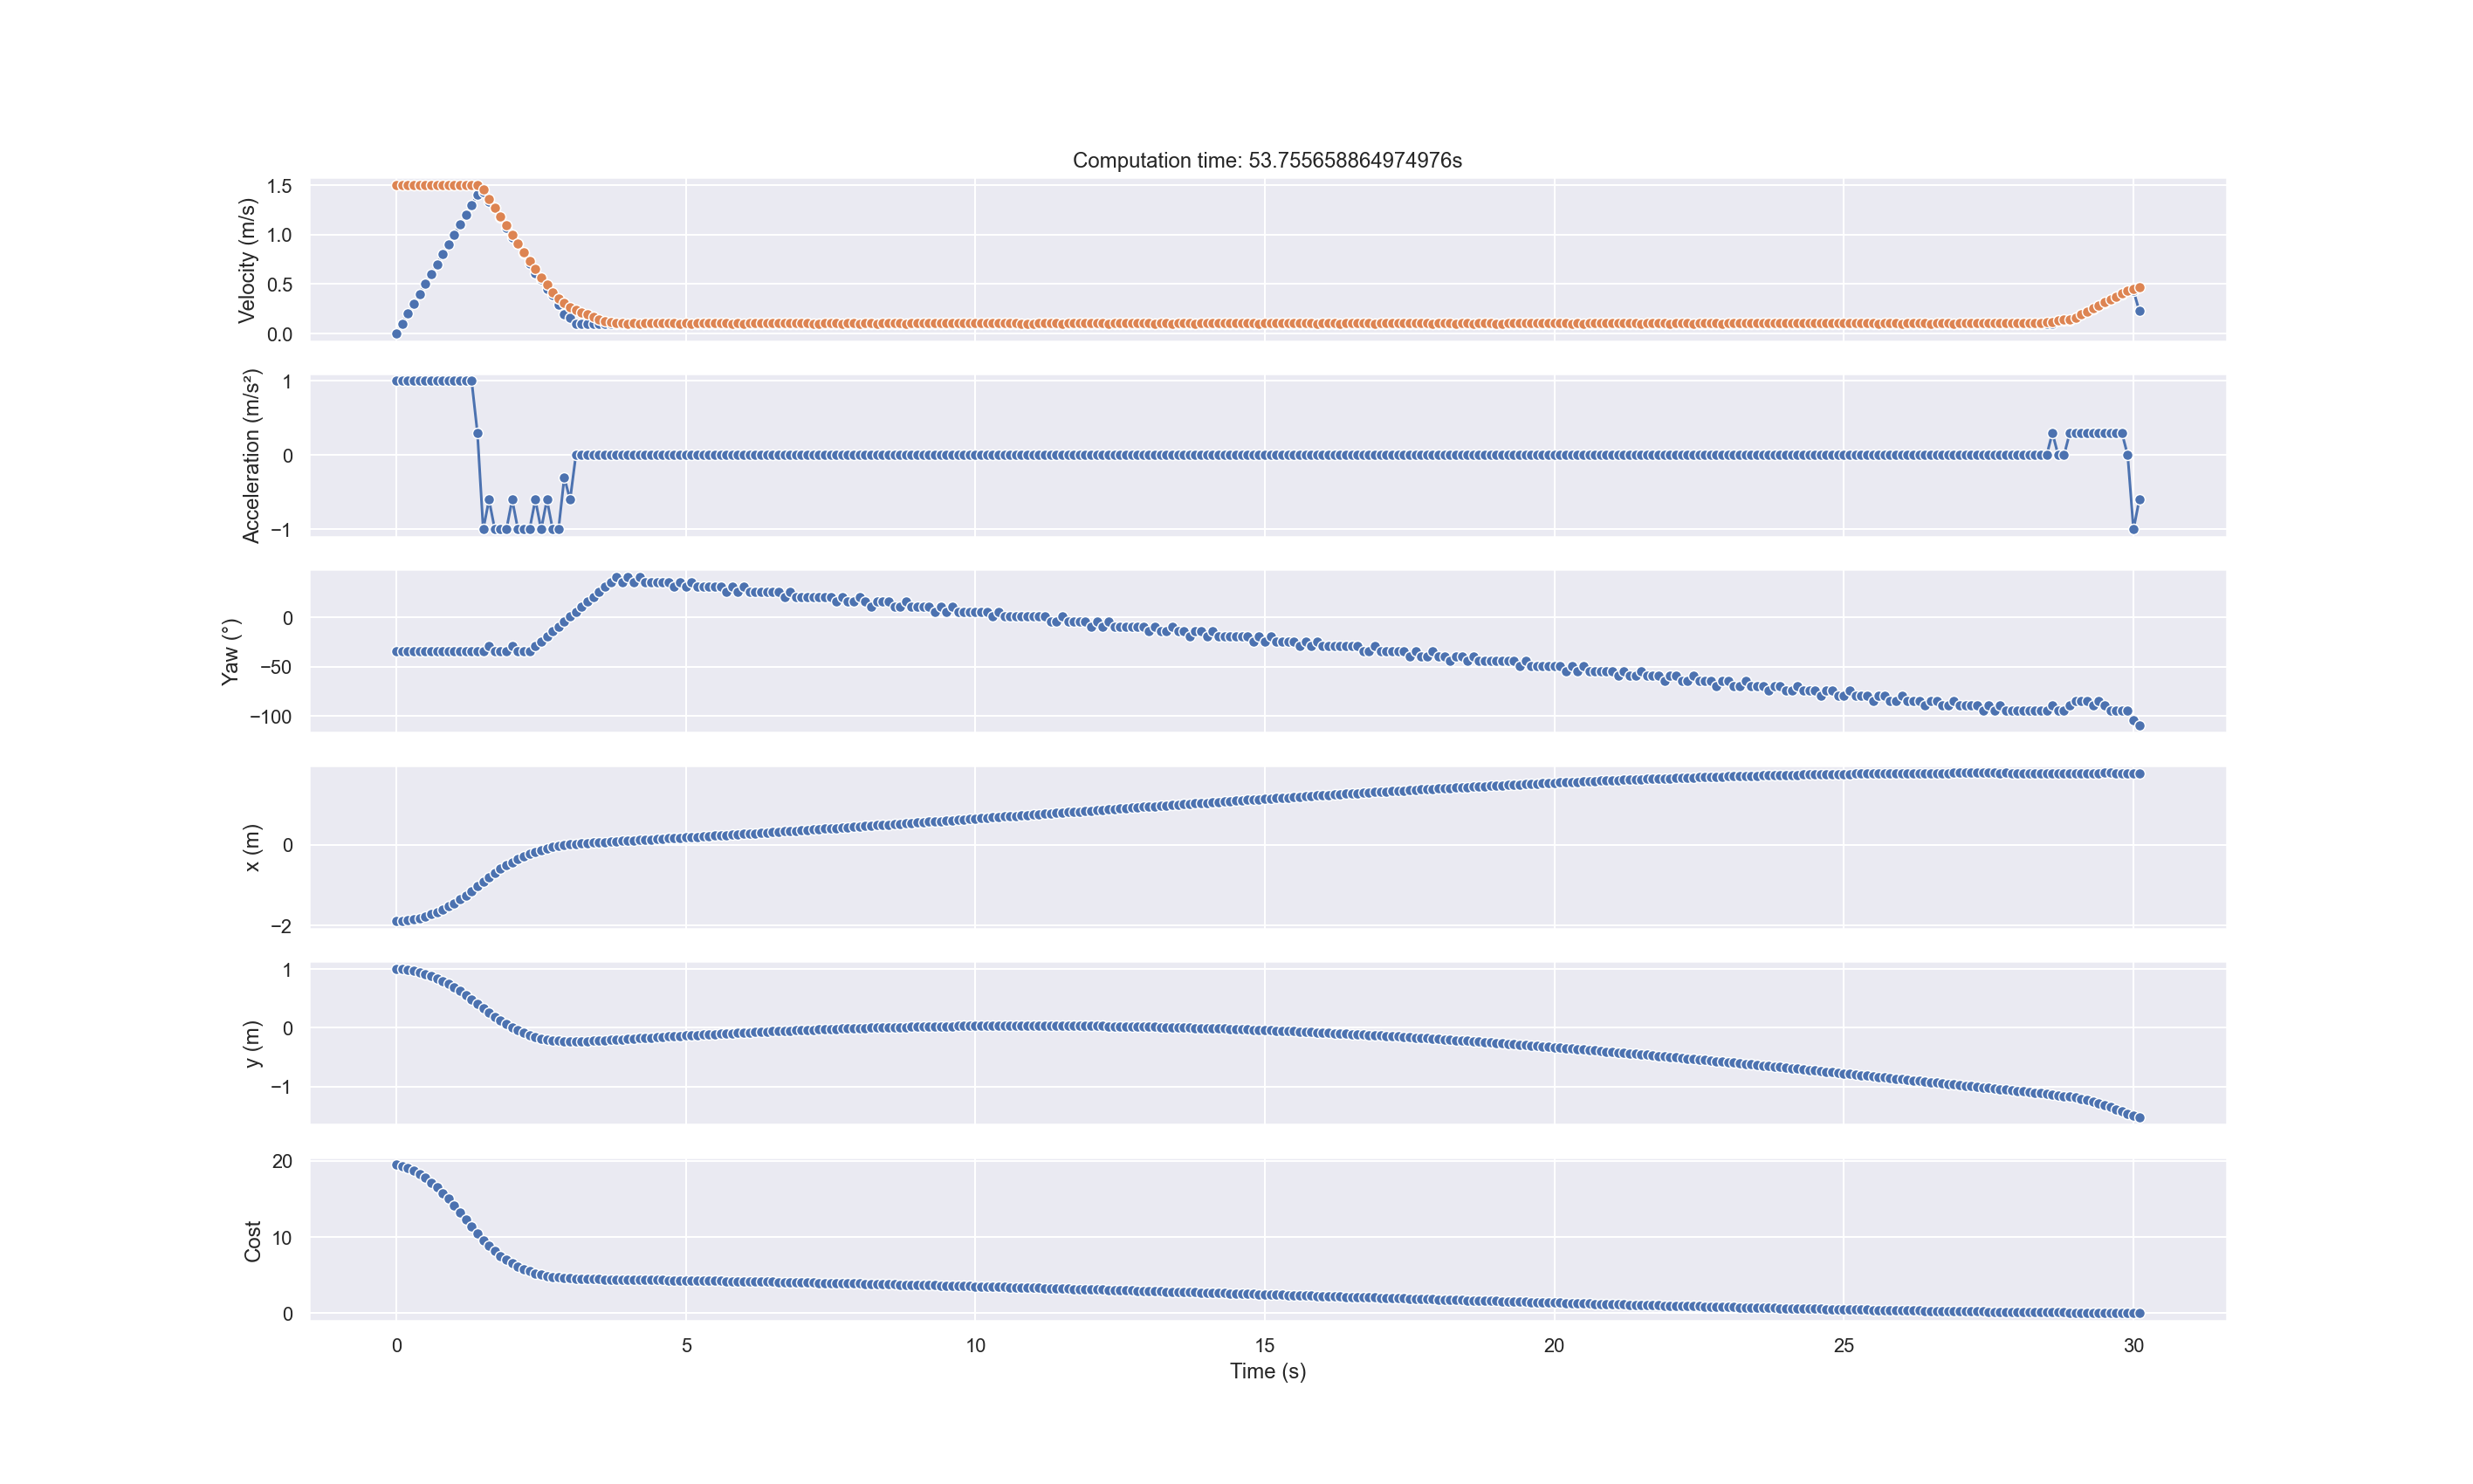 Computation time: 53.755658864974976s
Velocity (m/s)
1.5
1.0
0.5
0.0
Acceleration (m/s²)
1
0
−1
Yaw (°)
0
−50
−100
x (m)
0
−2
y (m)
1
0
−1
Cost
20
10
0
0 5 10 15 20 25 30
Time (s)